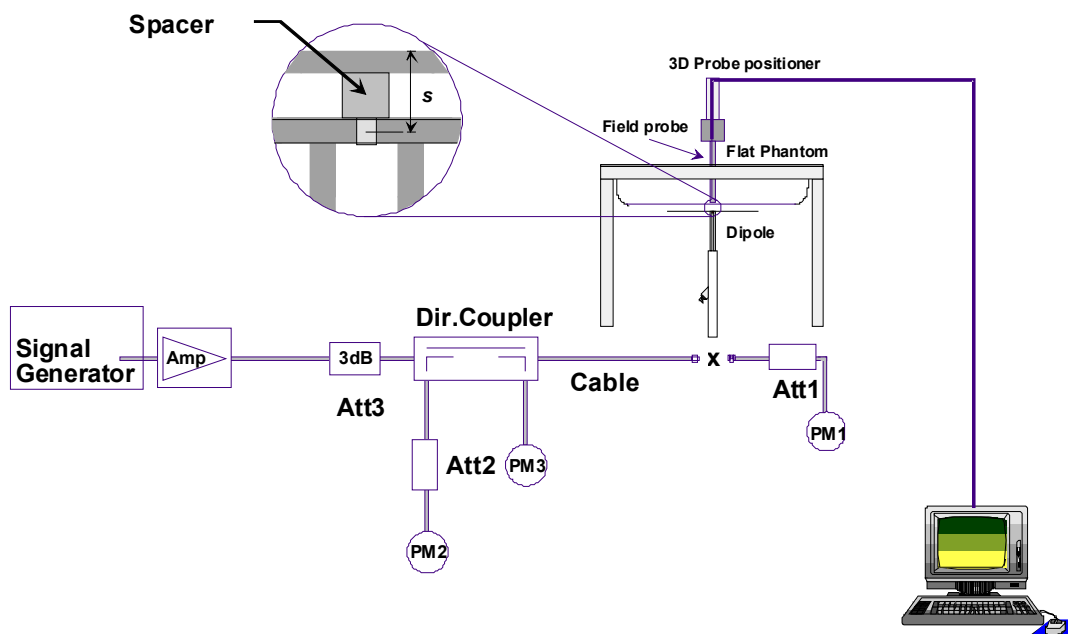 Spacer
s
3D Probe positioner
Field probe
Flat Phantom
Dipole
Dir.Coupler
Signal
Generator
Amp
3dB
Att3
Cable
x
Att1
PM1
Att2
PM3
PM2